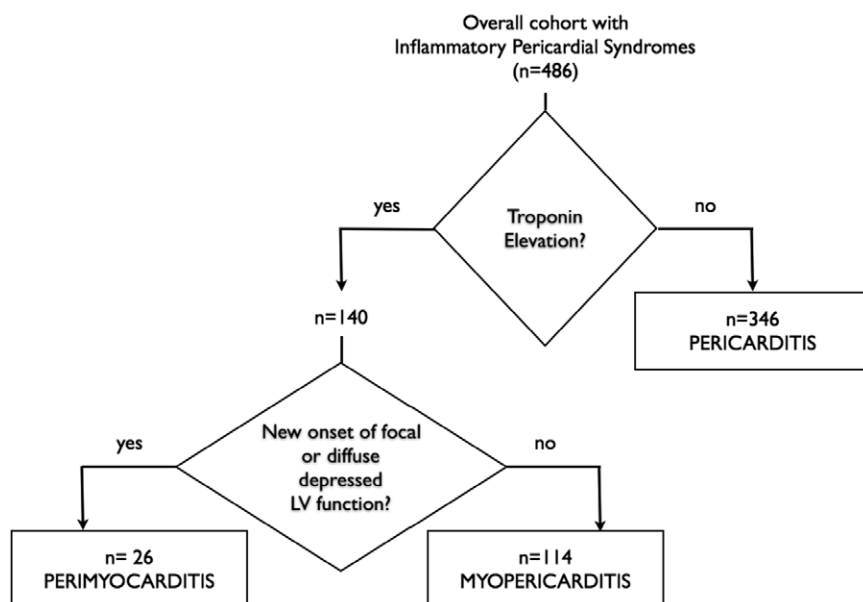 Overall cohort with
Inflammatory Pericardial Syndromes
(n=486)
yes
Troponin
Elevation?
no
n=140
n=346
PERICARDITIS
yes
New onset of focal
or diffuse
depressed
LV function?
no
n= 26
PERIMYOCARDITIS
n=114
MYOPERICARDITIS